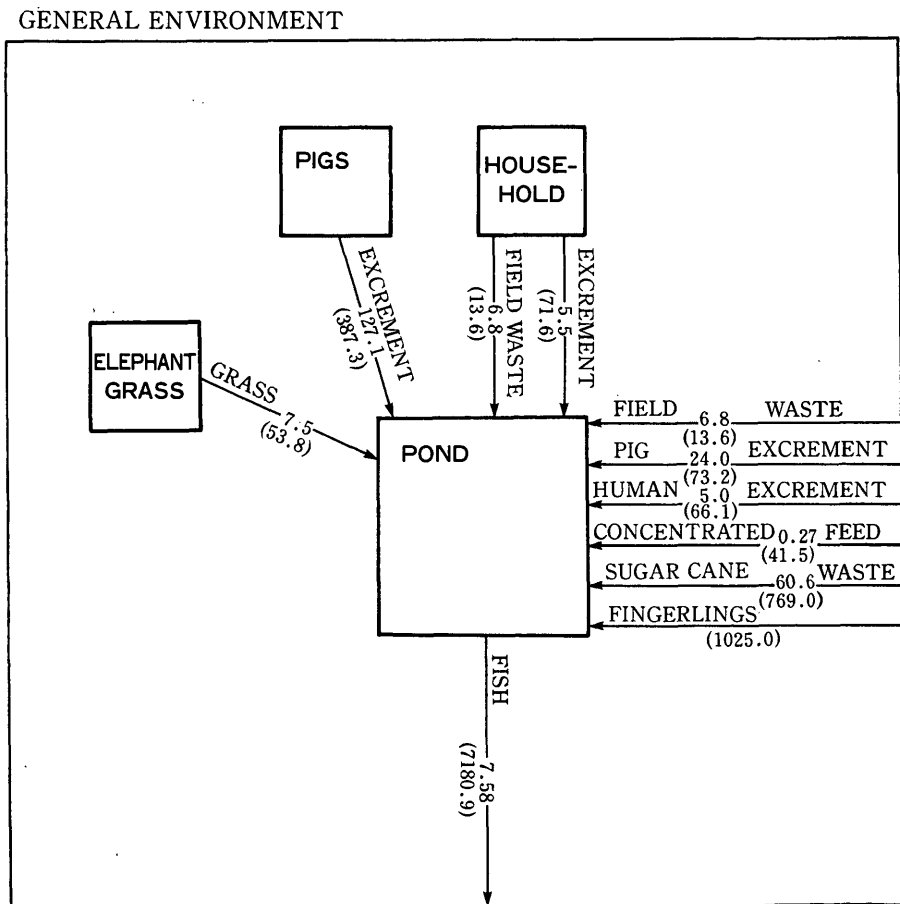 GENERAL ENVIRONMENT
PIGS
HOUSE-
HOLD
EXCREMENT
127.1
(387.3)
FIELD WASTE
6.8
(13.6)
EXCREMENT
5.5
(71.6)
ELEPHANT
GRASS
GRASS
7.5
(53.8)
POND
FIELD 6.8 WASTE
(13.6)
PIG 24.0 EXCREMENT
(73.2)
HUMAN 5.0 EXCREMENT
(66.1)
CONCENTRATED 0.27 FEED
(41.5)
SUGAR CANE 60.6 WASTE
(769.0)
FINGERLINGS
(1025.0)
FISH
7.58
(7180.9)